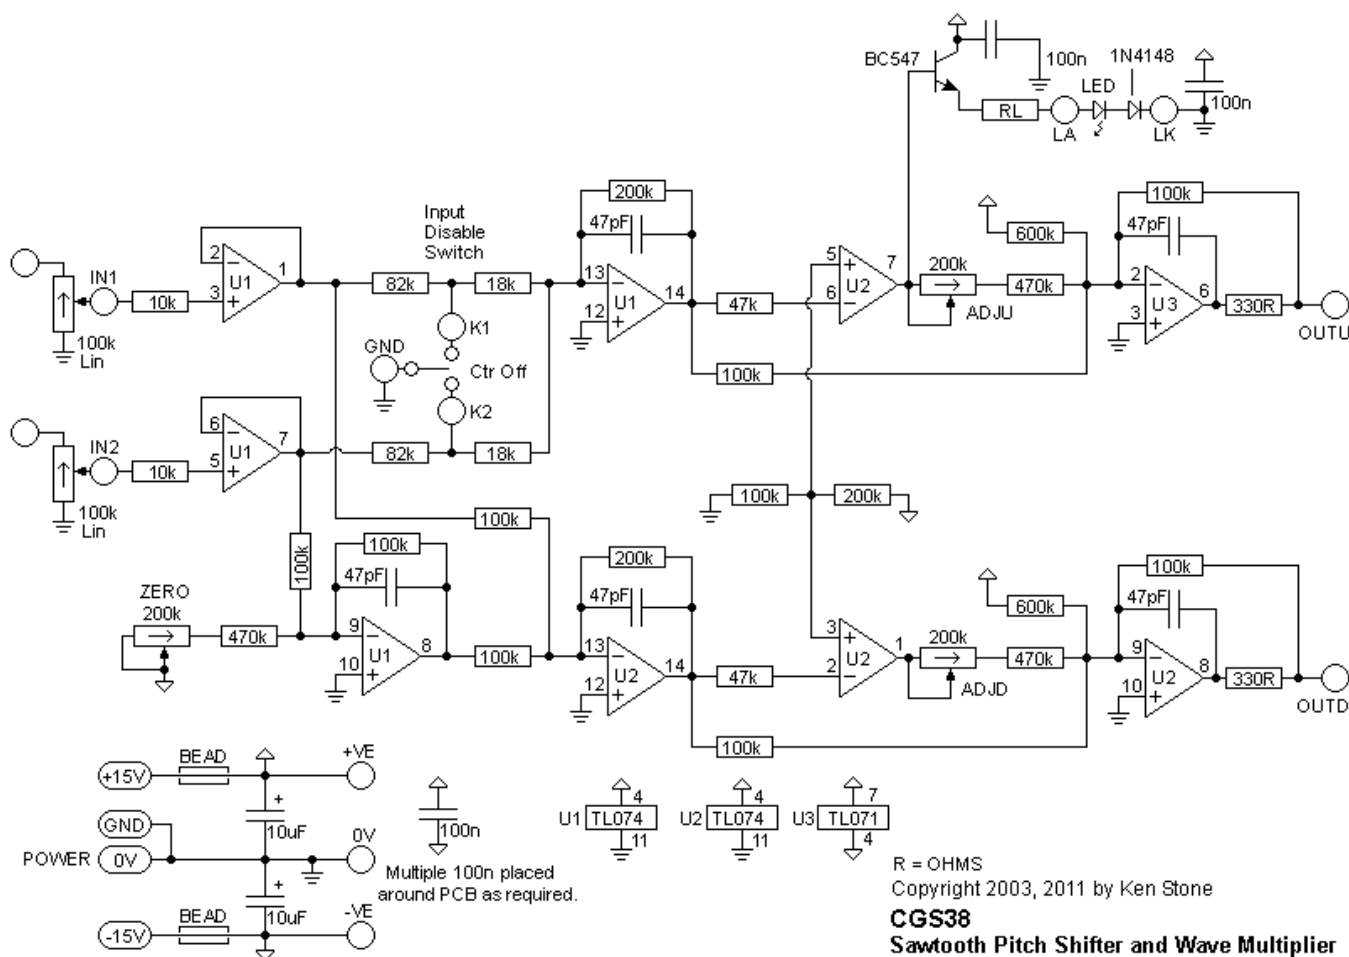 BC547
100n
1N4148
LED
100n
RL
LA
LK
200k
47pF
Input
Disable
Switch
100k
47pF
600k
IN1
2
−
U1
1
3
+
10k
82k
18k
13
−
U1
14
12
+
47k
5
+
U2
7
6
−
200k
ADJU
470k
2
−
U3
6
3
+
330R
OUTU
100k
Lin
K1
GND
Ctr Off
K2
100k
IN2
6
−
U1
7
5
+
10k
82k
18k
100k
Lin
100k
200k
100k
100k
100k
47pF
200k
47pF
100k
47pF
600k
ZERO
200k
470k
9
−
U1
8
10
+
100k
13
−
U2
14
12
+
47k
3
+
U2
1
2
−
200k
ADJD
470k
9
−
U2
8
10
+
330R
OUTD
100k
+15V
BEAD
+VE
+
10uF
GND
POWER
0V
0V
+
10uF
-15V
BEAD
-VE
100n
Multiple 100n placed
around PCB as required.
4
U1 TL074
11
4
U2 TL074
11
7
U3 TL071
4
R = OHMS
Copyright 2003, 2011 by Ken Stone
CGS38
Sawtooth Pitch Shifter and Wave Multiplier